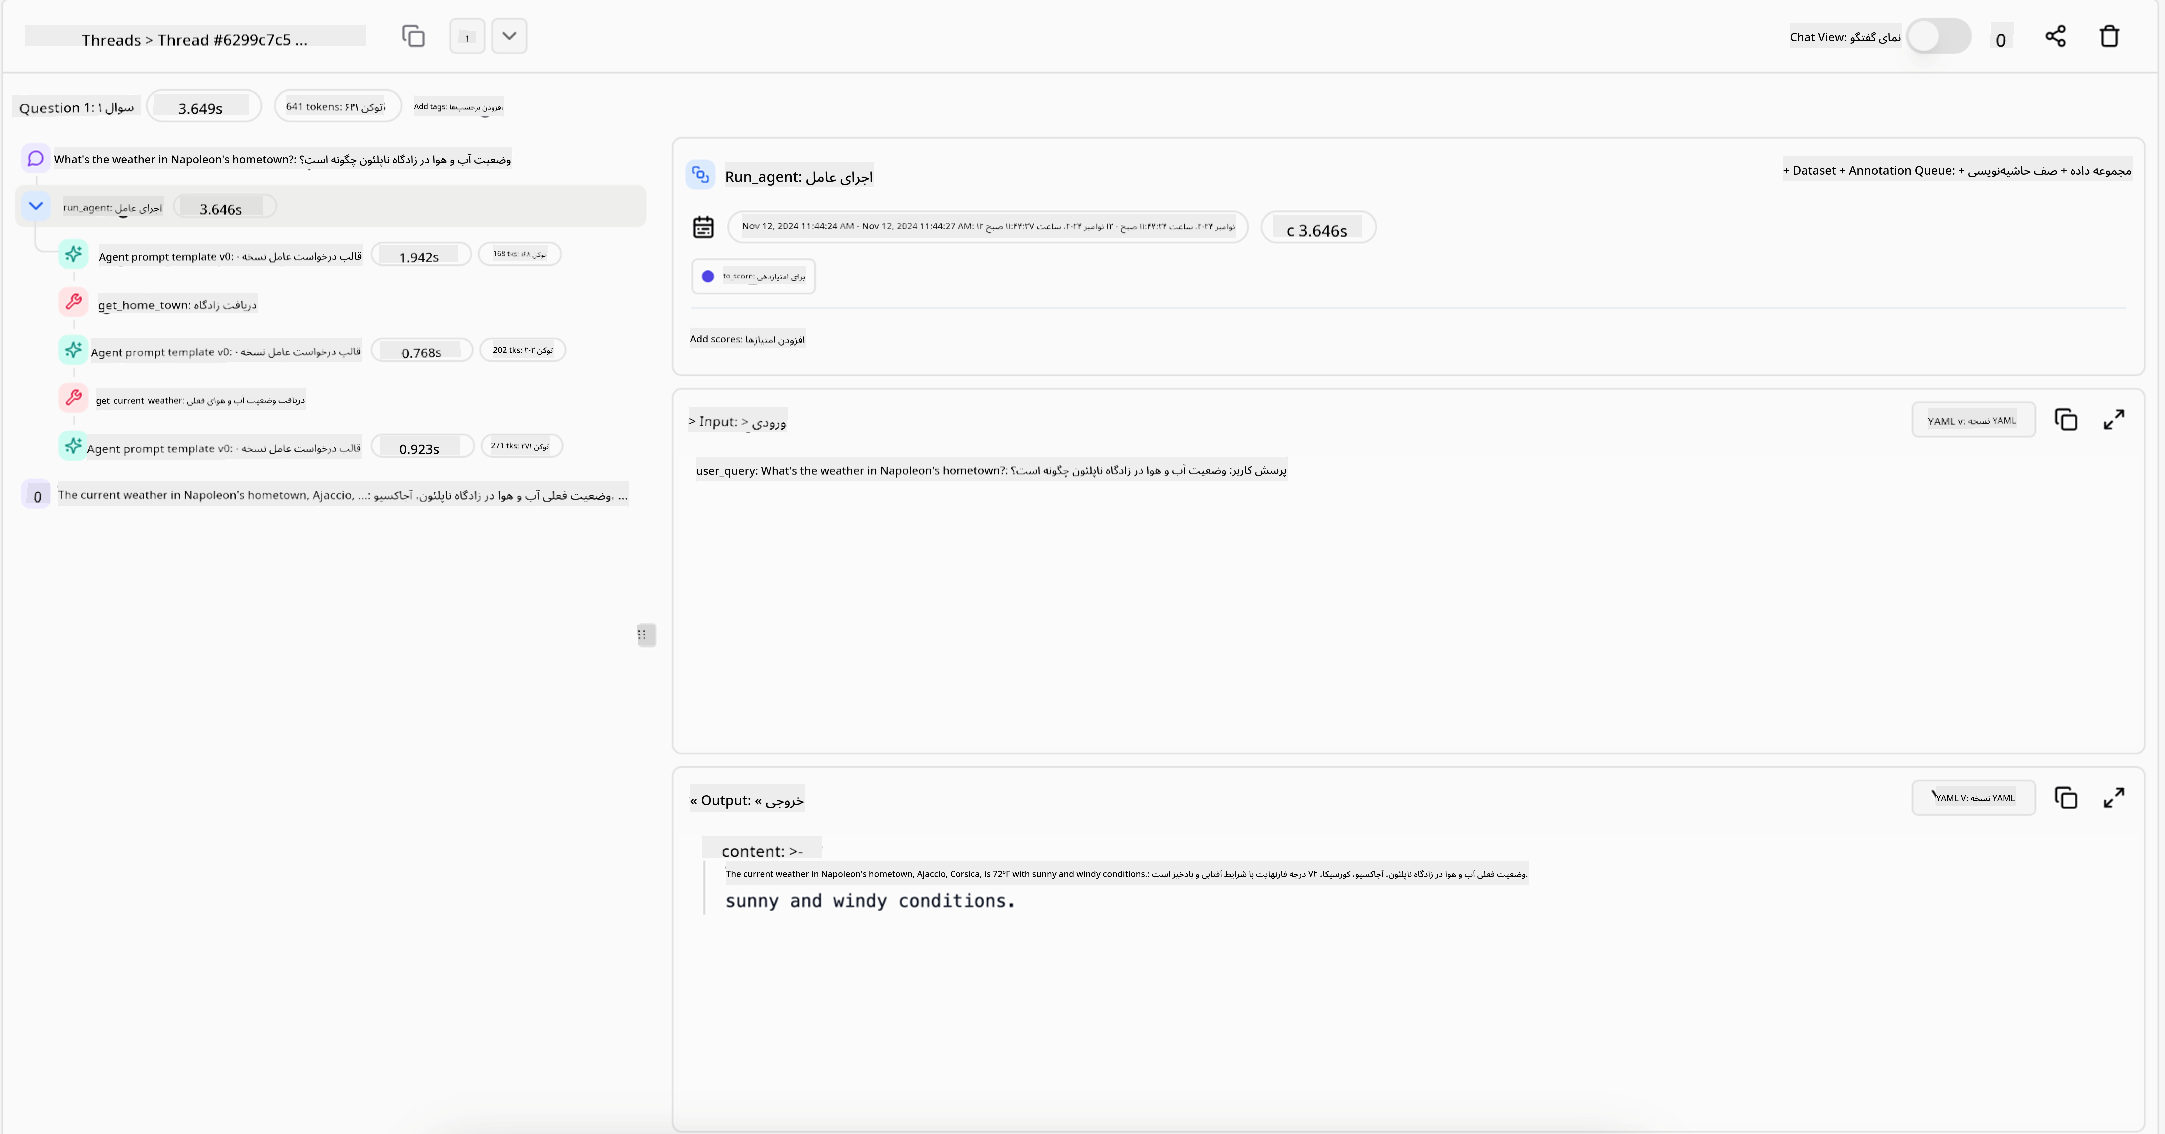 Threads > Thread #6299c7c5 ...
1
Chat View: نمای گفتگو
0
Question 1: سوال ۱
3.649s
641 tokens: توکن ۶۴۱
Add tags: افزودن برچسب‌ها
What's the weather in Napoleon's hometown?: وضعیت آب و هوا در زادگاه ناپلئون چگونه است؟
run_agent: اجرای عامل
3.646s
Agent prompt template v0: قالب درخواست عامل نسخه ۰
1.942s
168 tks: توکن ۱۶۸
get_home_town: دریافت زادگاه
Agent prompt template v0: قالب درخواست عامل نسخه ۰
0.768s
202 tks: توکن ۲۰۲
get_current_weather: دریافت وضعیت آب و هوای فعلی
Agent prompt template v0: قالب درخواست عامل نسخه ۰
0.923s
271 tks: توکن ۲۷۱
0
The current weather in Napoleon's hometown, Ajaccio, ...: وضعیت فعلی آب و هوا در زادگاه ناپلئون، آجاکسیو، ...
Run_agent: اجرای عامل
+ Dataset + Annotation Queue: + مجموعه داده + صف حاشیه‌نویسی
Nov 12, 2024 11:44:24 AM - Nov 12, 2024 11:44:27 AM: ۱۲ نوامبر ۲۰۲۴، ساعت ۱۱:۴۴:۲۴ صبح - ۱۲ نوامبر ۲۰۲۴، ساعت ۱۱:۴۴:۲۷ صبح
c 3.646s
to_score: برای امتیازدهی
Add scores: افزودن امتیازها
> Input: > ورودی
YAML v: نسخه YAML
user_query: What's the weather in Napoleon's hometown?: پرسش کاربر: وضعیت آب و هوا در زادگاه ناپلئون چگونه است؟
« Output: « خروجی
YAML V: نسخه YAML
content: >-
The current weather in Napoleon's hometown, Ajaccio, Corsica, is 72°F with sunny and windy conditions.: وضعیت فعلی آب و هوا در زادگاه ناپلئون، آجاکسیو، کورسیکا، ۷۲ درجه فارنهایت با شرایط آفتابی و بادخیز است.
sunny and windy conditions.